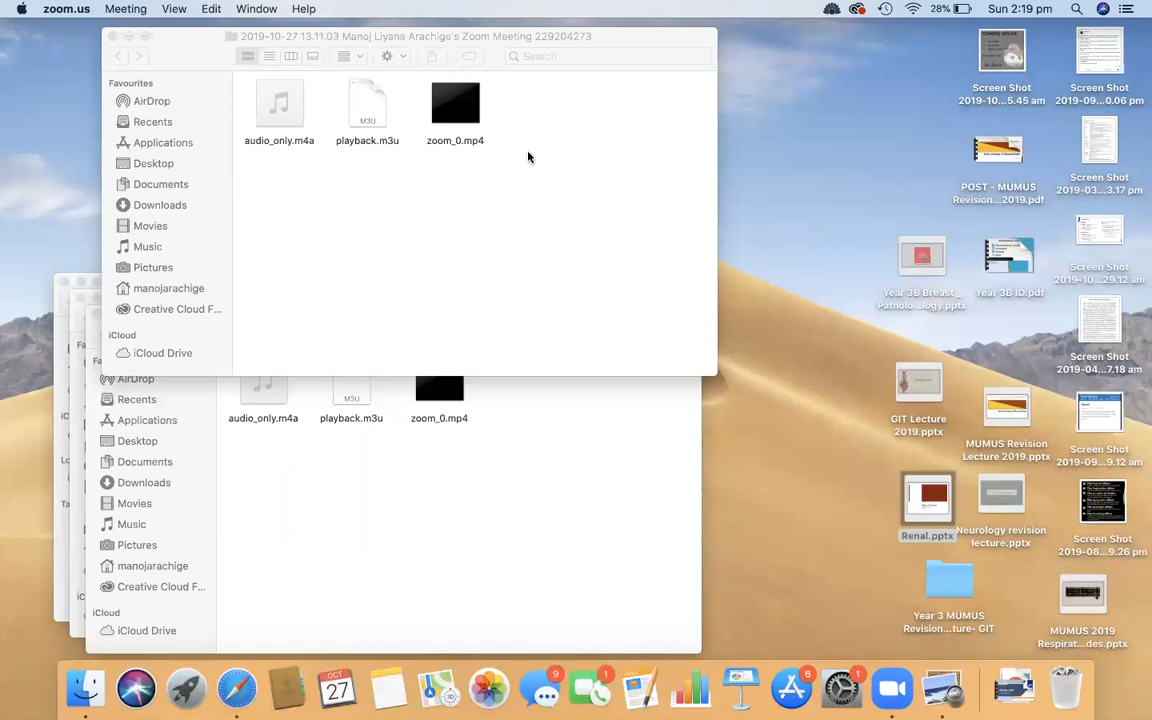 zoom.us Meeting View Edit Window Help 28% Sun 2:19 pm
2019-10-27 13.11.03 Manoj Liyana Arachige's Zoom Meeting 229204273
Search
Favourites
AirDrop
Recents
Applications
Desktop
Documents
Downloads
Movies
Music
Pictures
manojarachige
Creative Cloud F...
iCloud
iCloud Drive
M3U
audio_only.m4a playback.m3u zoom_0.mp4
AirDrop
Recents
Applications
Desktop
Documents
Downloads
Movies
Music
Pictures
manojarachige
Creative Cloud F...
iCloud
iCloud Drive
M3U
audio_only.m4a playback.m3u zoom_0.mp4
Screen Shot
2019-10...5.45 am
Screen Shot
2019-09...0.06 pm
POST - MUMUS
Revision...2019.pdf
Screen Shot
2019-03...3.17 pm
Year 3B Breast_
Patholo...logy.pptx
Year 3B ID.pdf
Screen Shot
2019-10...29.12 am
Screen Shot
2019-04...7.18 am
GIT Lecture
2019.pptx
MUMUS Revision
Lecture 2019.pptx
Screen Shot
2019-09...9.12 am
Renal.pptx
Neurology revision
lecture.pptx
Screen Shot
2019-08...9.26 pm
Year 3 MUMUS
Revision...ture- GIT
MUMUS 2019
Respirat...des.pptx
OCT
27
9
1
6
1